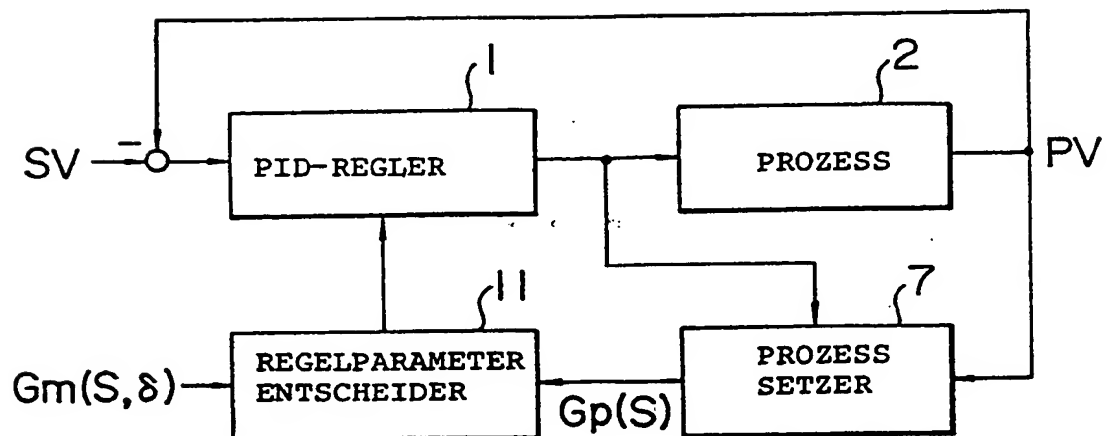 1
2
SV
−
PID-REGLER
PROZESS
PV
11
7
Gm(S,δ)
REGELPARAMETER
ENTSCHEIDER
Gp(S)
PROZESS
SETZER